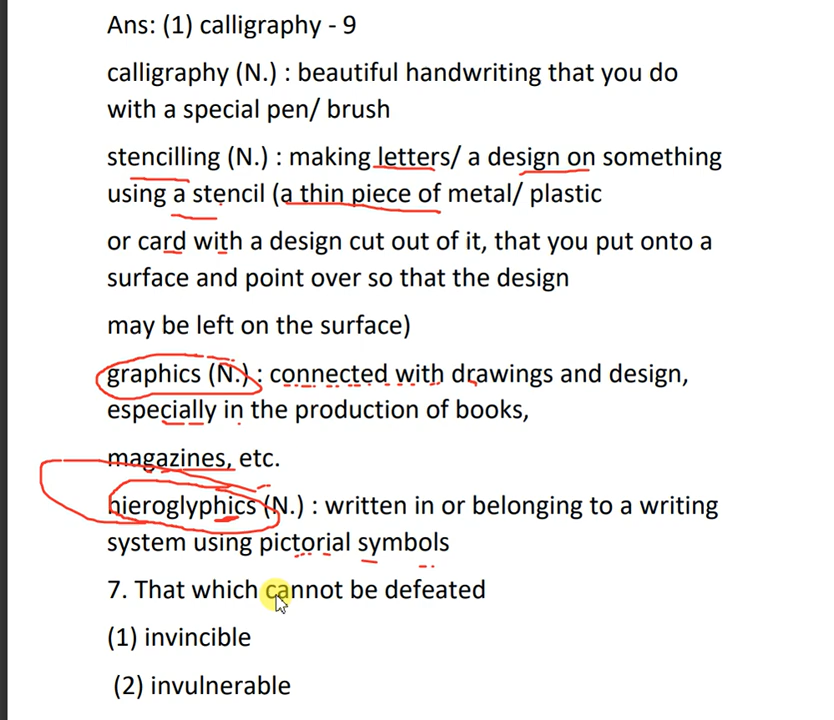 Ans: (1) calligraphy - 9
calligraphy (N.) : beautiful handwriting that you do
with a special pen/ brush
stencilling (N.) : making letters/ a design on something
using a stencil (a thin piece of metal/ plastic
or card with a design cut out of it, that you put onto a
surface and point over so that the design
may be left on the surface)
graphics (N.) : connected with drawings and design,
especially in the production of books,
magazines, etc.
hieroglyphics (N.) : written in or belonging to a writing
system using pictorial symbols
7. That which cannot be defeated
(1) invincible
(2) invulnerable